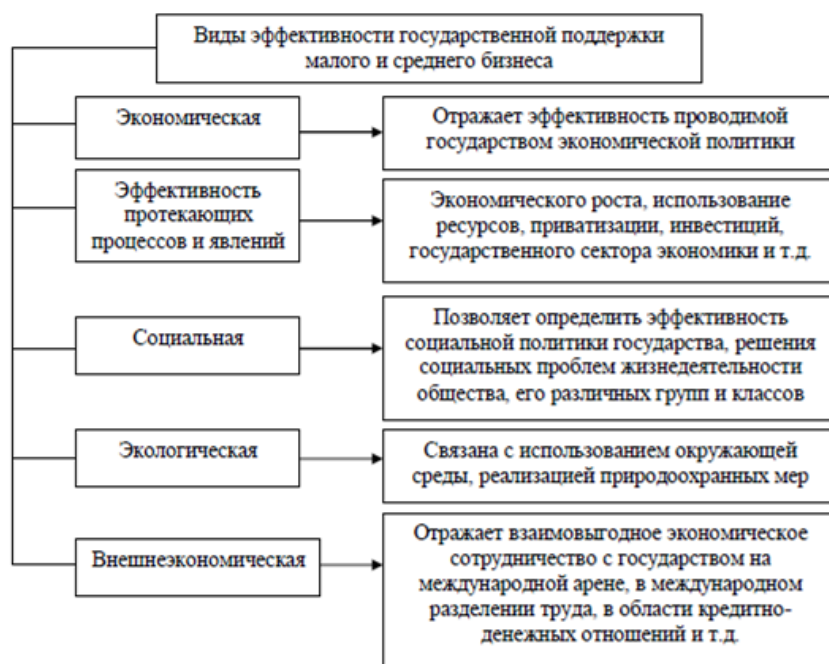 Виды эффективности государственной поддержки
малого и среднего бизнеса
Экономическая
Отражает эффективность проводимой
государством экономической политики
Эффективность
протекающих
процессов и явлений
Экономического роста, использование
ресурсов, приватизации, инвестиций,
государственного сектора экономики и т.д.
Социальная
Позволяет определить эффективность
социальной политики государства, решения
социальных проблем жизнедеятельности
общества, его различных групп и классов
Экологическая
Связана с использованием окружающей
среды, реализацией природоохранных мер
Внешнеэкономическая
Отражает взаимовыгодное экономическое
сотрудничество с государством на
международной арене, в международном
разделении труда, в области кредитно-
денежных отношений и т.д.